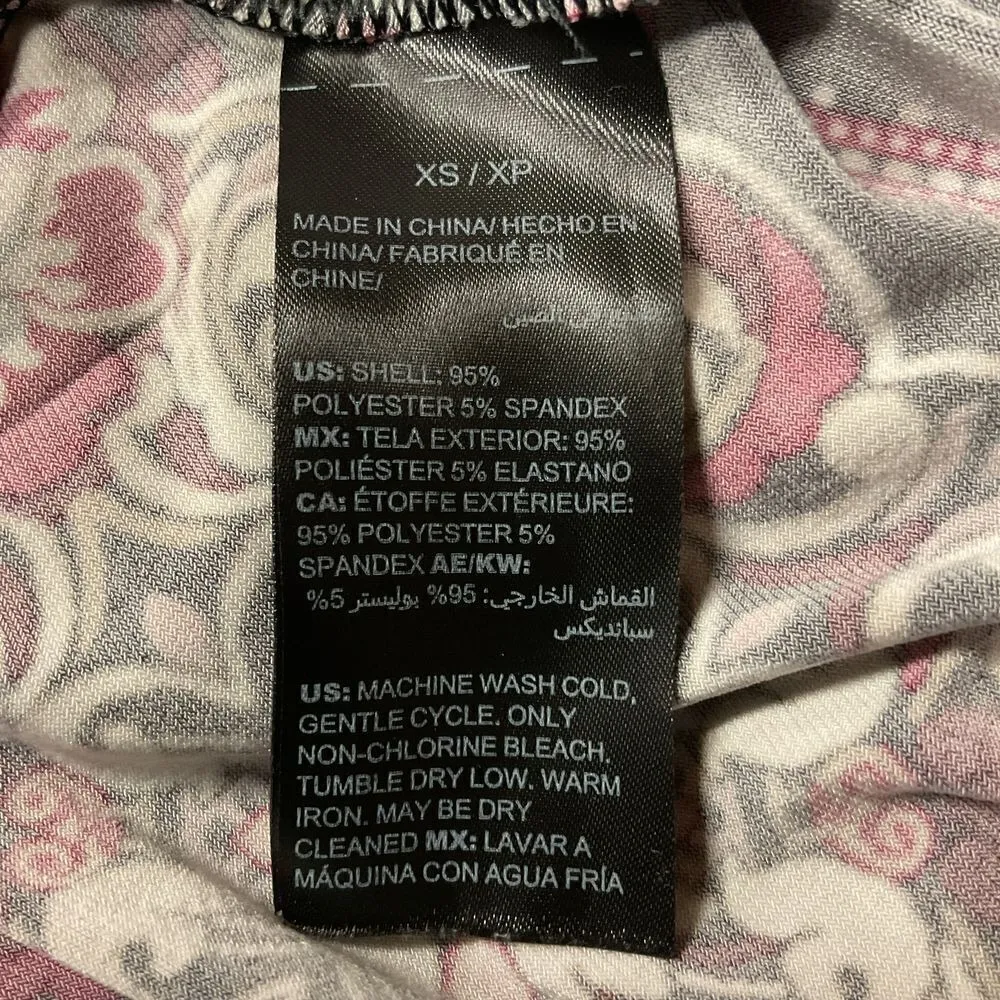 XS / XP
MADE IN CHINA/ HECHO EN
CHINA/ FABRIQUÉ EN
CHINE/
US: SHELL: 95%
POLYESTER 5% SPANDEX
MX: TELA EXTERIOR: 95%
POLIÉSTER 5% ELASTANO
CA: ÉTOFFE EXTÉRIEURE:
95% POLYESTER 5%
SPANDEX AE/KW:
القماش الخارجي: 95% بوليستر 5%
سباندیکس
US: MACHINE WASH COLD,
GENTLE CYCLE. ONLY
NON-CHLORINE BLEACH.
TUMBLE DRY LOW. WARM
IRON. MAY BE DRY
CLEANED MX: LAVAR A
MÁQUINA CON AGUA FRÍA